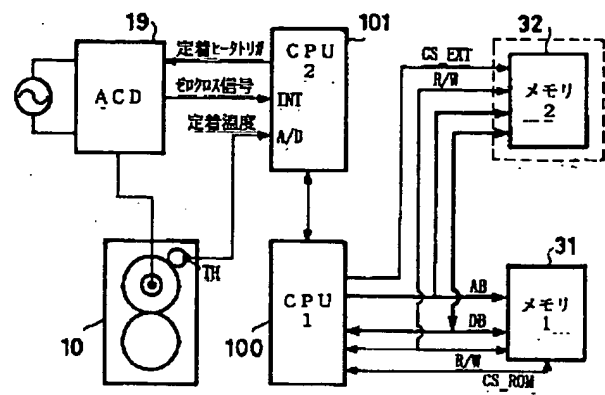 19
ACD
定着ヒータトリガ
ゼロクロス信号
定着温度
CPU
2
INT
A/D
101
CS_EXT
R/W
32
メモリ
2
10
TH
CPU
1
100
AB
DB
R/W
CS_ROM
31
メモリ
1